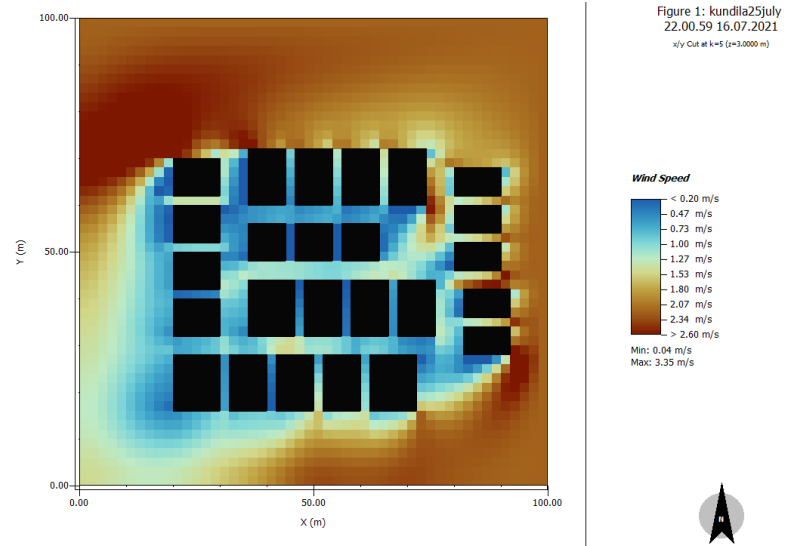 Figure 1: kundila25july
22.00.59 16.07.2021
x/y Cut at k=5 (z=3.0000 m)
100.00
50.00
0.00
Y (m)
0.00
50.00
100.00
X (m)
Wind Speed
< 0.20 m/s
0.47 m/s
0.73 m/s
1.00 m/s
1.27 m/s
1.53 m/s
1.80 m/s
2.07 m/s
2.34 m/s
> 2.60 m/s
Min: 0.04 m/s
Max: 3.35 m/s
N